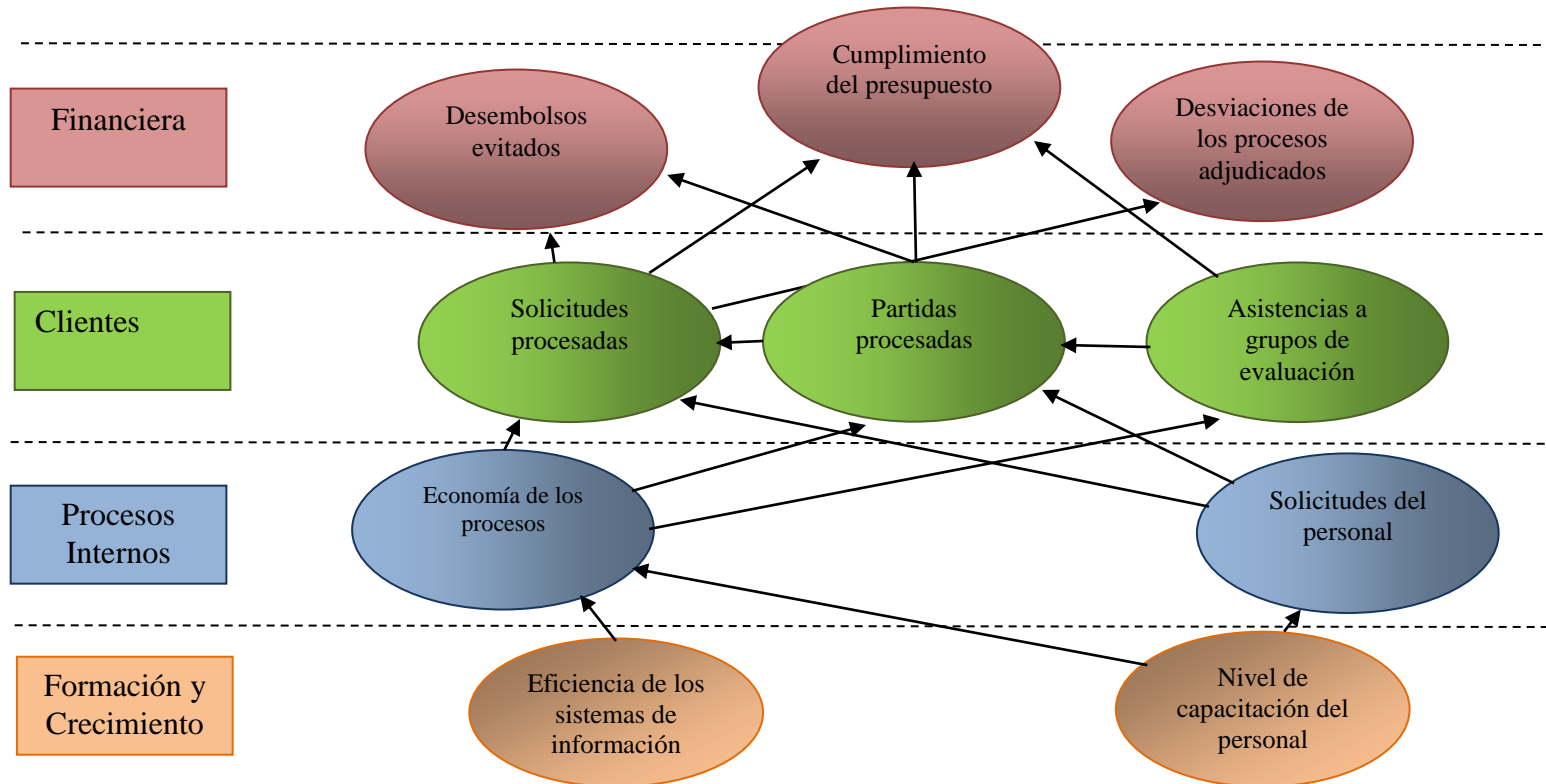 Financiera
Desembolsos
evitados
Cumplimiento
del presupuesto
Desviaciones de
los procesos
adjudicados
Clientes
Solicitudes
procesadas
Partidas
procesadas
Asistencias a
grupos de
evaluación
Procesos
Internos
Economía de los
procesos
Solicitudes del
personal
Formación y
Crecimiento
Eficiencia de los
sistemas de
información
Nivel de
capacitación del
personal